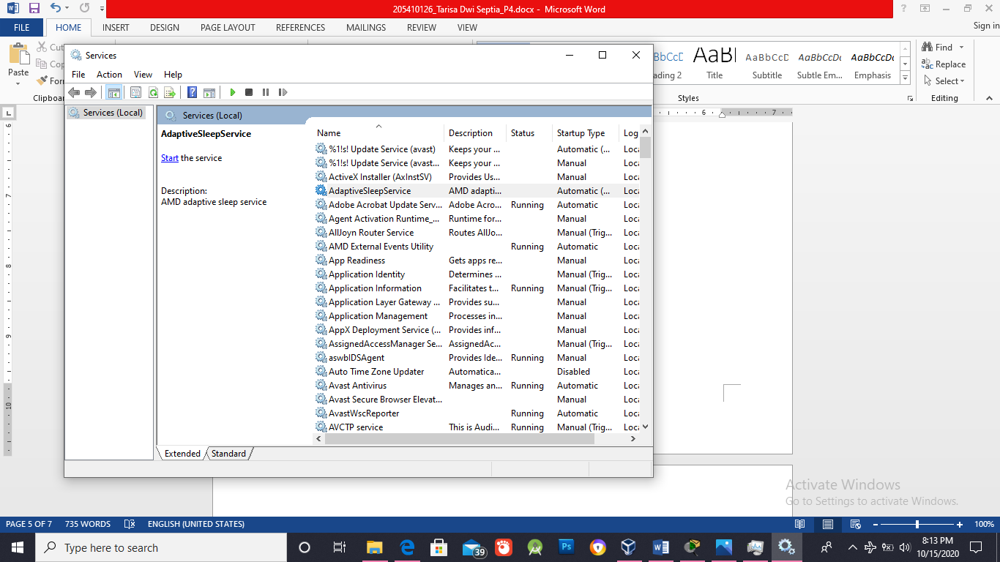 205410126_Tarisa Dwi Septia_P4.docx - Microsoft Word
FILE HOME INSERT DESIGN PAGE LAYOUT REFERENCES MAILINGS REVIEW VIEW Sign in
Paste
Clipboard
AaBbCcD AaBbCcDc AaBbCcDc
Title Subtitle Subtle Em... Emphasis
Styles
Find
Replace
Select
Editing
Services
File Action View Help
Services (Local)
Services (Local)
AdaptiveSleepService
Start the service
Description:
AMD adaptive sleep service
Name Description Status Startup Type Log
%1!s! Update Service (avast) Keeps your ... Automatic (... Loca
%1!s! Update Service (avast... Keeps your ... Manual Loca
ActiveX Installer (AxInstSV) Provides Us... Manual Loca
AdaptiveSleepService AMD adapti... Automatic (... Loca
Adobe Acrobat Update Serv... Adobe Acro... Running Automatic Loca
Agent Activation Runtime_... Runtime for... Manual Loca
AllJoyn Router Service Routes AllJo... Manual (Trig... Loca
AMD External Events Utility Running Automatic Loca
App Readiness Gets apps re... Manual Loca
Application Identity Determines ... Manual (Trig... Loca
Application Information Facilitates t... Running Manual (Trig... Loca
Application Layer Gateway ... Provides su... Manual Loca
Application Management Processes in... Manual Loca
AppX Deployment Service (... Provides inf... Manual Loca
AssignedAccessManager Se... AssignedAc... Manual (Trig... Loca
aswbIDSAgent Provides Ide... Running Manual Loca
Auto Time Zone Updater Automatica... Disabled Loca
Avast Antivirus Manages an... Running Automatic Loca
Avast Secure Browser Elevat... Manual Loca
AvastWscReporter Running Automatic Loca
AVCTP service This is Audi... Running Manual (Trig... Loca
Extended Standard
6 7
6
7
8
9
10
Activate Windows
Go to Settings to activate Windows.
PAGE 5 OF 7 735 WORDS ENGLISH (UNITED STATES) 100%
Type here to search
39
8:13 PM
10/15/2020